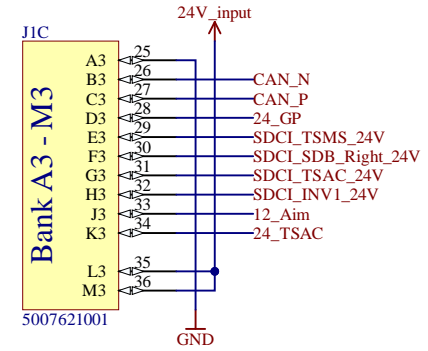 24V_input
J1C
Bank A3 - M3
A3 25
B3 26 CAN_N
C3 27 CAN_P
D3 28 24_GP
E3 29 SDCI_TSMS_24V
F3 30 SDCI_SDB_Right_24V
G3 31 SDCI_TSAC_24V
H3 32 SDCI_INV1_24V
J3 33 12_Aim
K3 34 24_TSAC
L3 35
M3 36
5007621001
GND